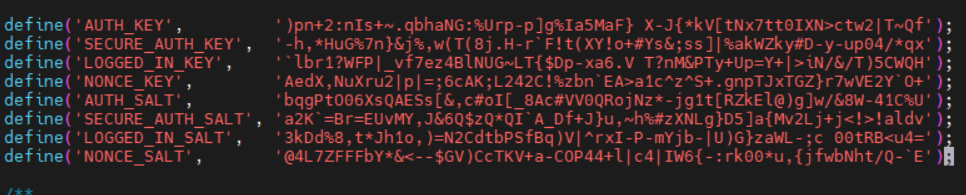 define('AUTH_KEY',         ')pn+2:nIs+~.qbhaNG:%Urp-p]g%Ia5MaF} X-J{*kV[tNx7tt0IXN>ctw2|T~Qf');
define('SECURE_AUTH_KEY',  '-h,*HuG%7n}&j%,w(T(8j.H-r`F!t(XY!o+#Ys&;ss]|%akWZky#D-y-up04/*qx');
define('LOGGED_IN_KEY',    '`lbr1?WFP|_vf7ez4BlNUG~LT{$Dp-xa6.V T?nM&PTy+Up=Y+|>iN/&/T)5CWQH');
define('NONCE_KEY',        'AedX,NuXru2|p|=;6cAK;L242C!%zbn`EA>a1c^z^S+.gnpTJxTGZ}r7wVE2Y`O+');
define('AUTH_SALT',        'bqgPtO06XsQAESs[&,c#oI[_8Ac#VV0QRojNz*-jg1t[RZkEl@)g]w/&8W-41C%U');
define('SECURE_AUTH_SALT', 'a2K`=Br=EUvMY,J&6Q$zQ*QI`A_Df+J}u,~h%#zXNLg}D5]a{Mv2Lj+j<!>!aldv');
define('LOGGED_IN_SALT',   '3kDd%8,t*Jh1o,)=N2CdtbPSfBq)V|^rxI-P-mYjb-|U)G}zaWL-;c 00tRB<u4=');
define('NONCE_SALT',       '@4L7ZFFFbY*&<--$GV)CcTKV+a-COP44+l|c4|IW6{-:rk00*u,{jfwbNht/Q-`E');
/**